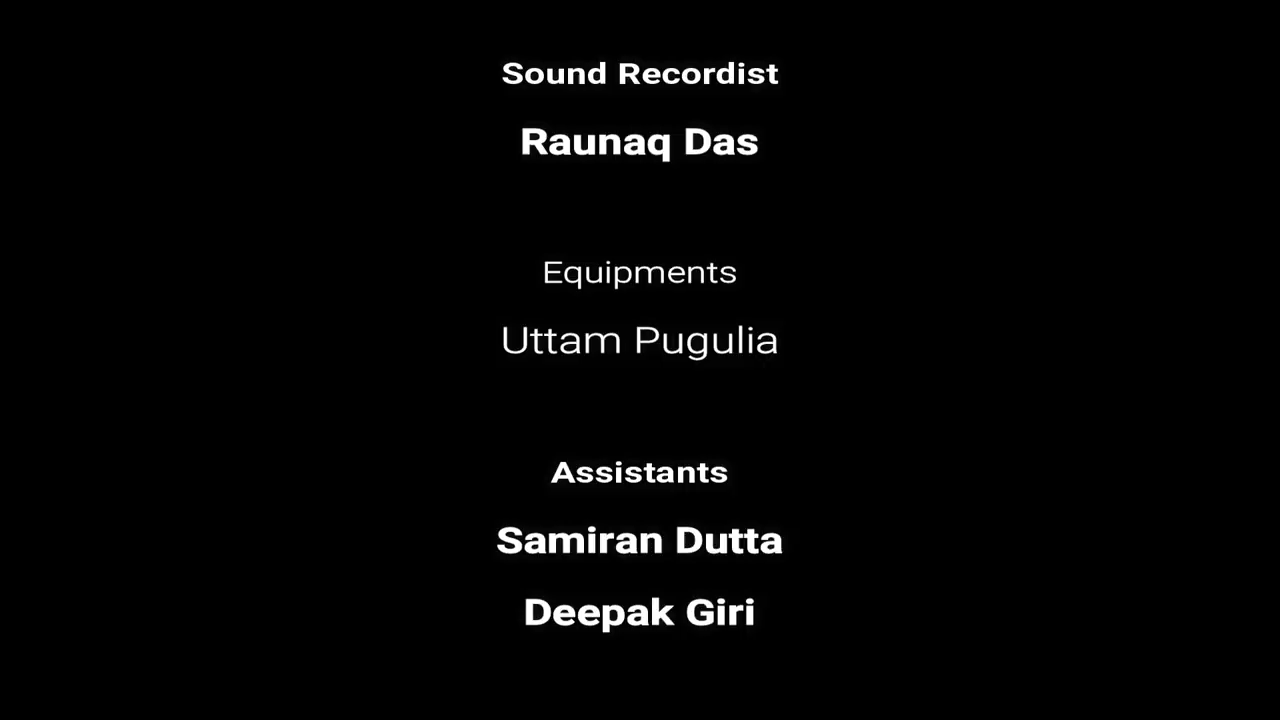 Sound Recordist
Raunaq Das
Equipments
Uttam Pugulia
Assistants
Samiran Dutta
Deepak Giri